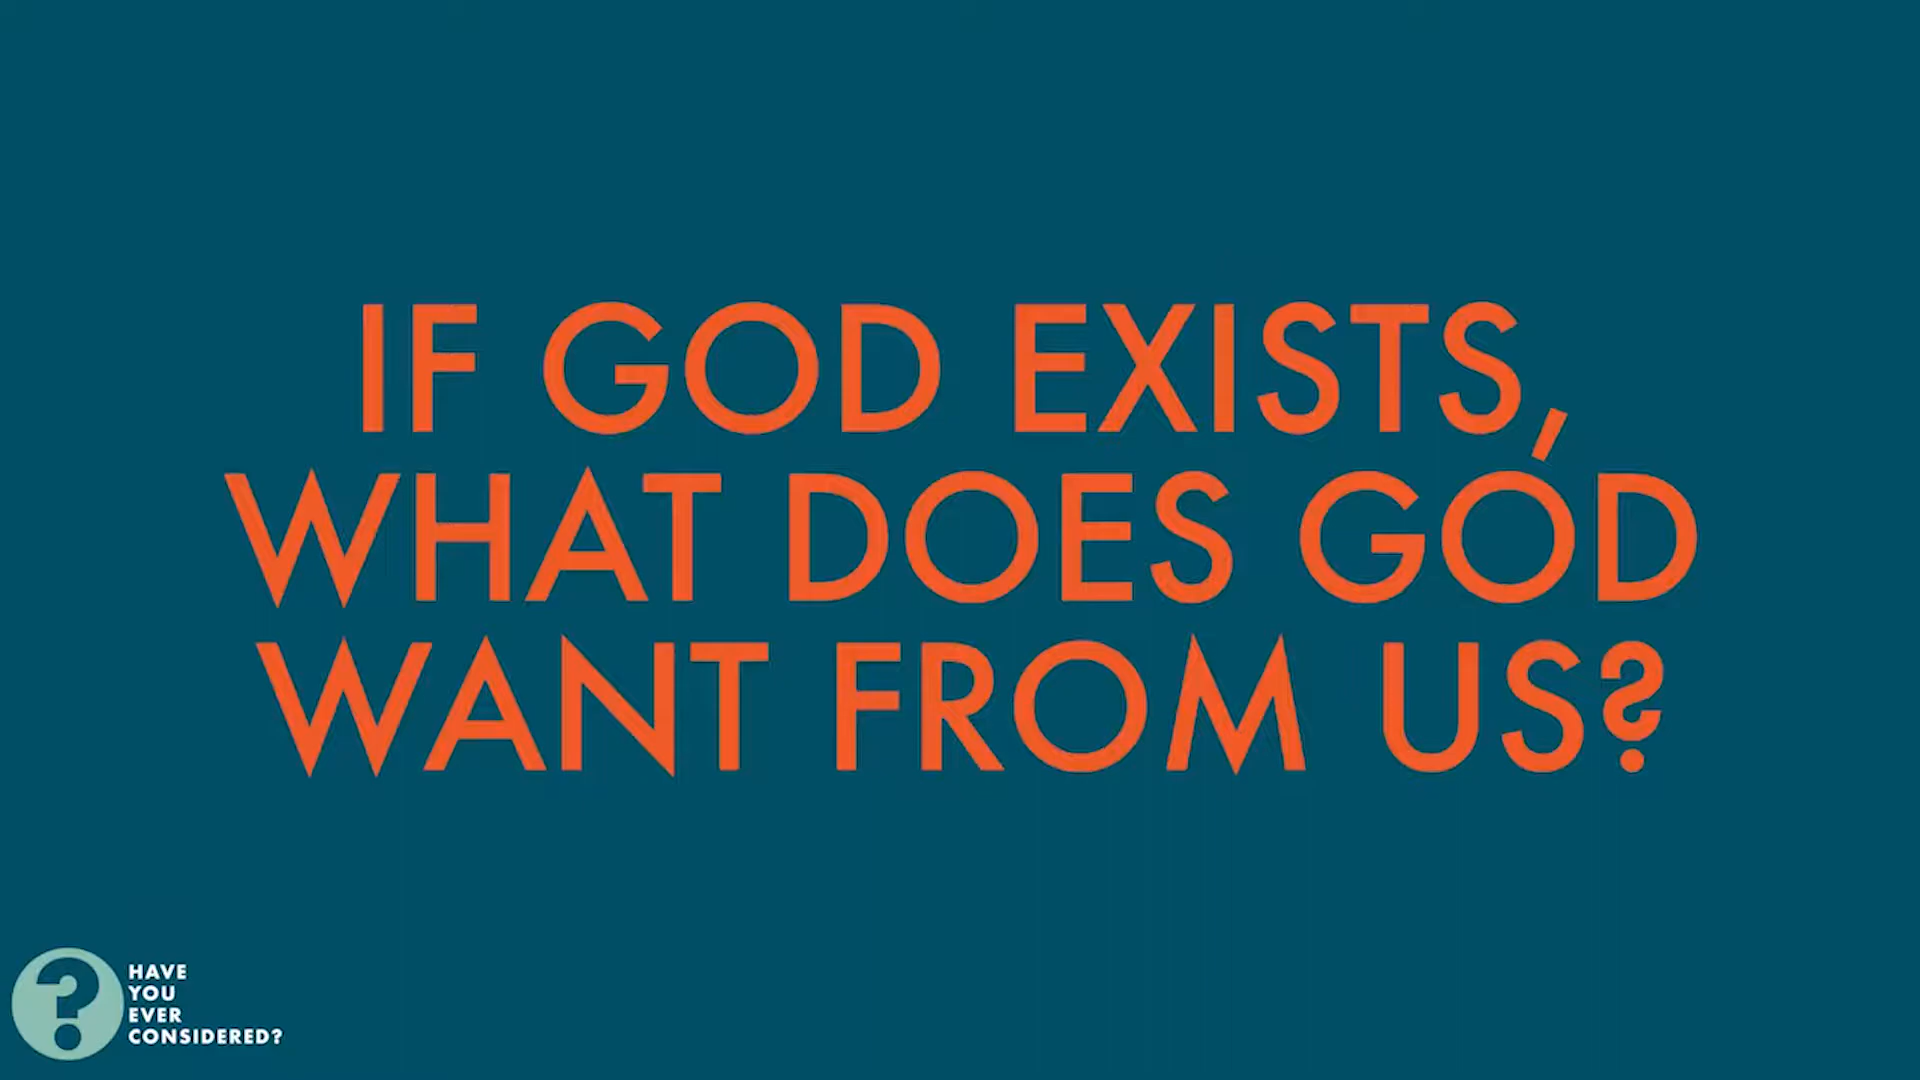 IF GOD EXISTS,
WHAT DOES GOD
WANT FROM US?
HAVE
YOU
EVER
CONSIDERED?